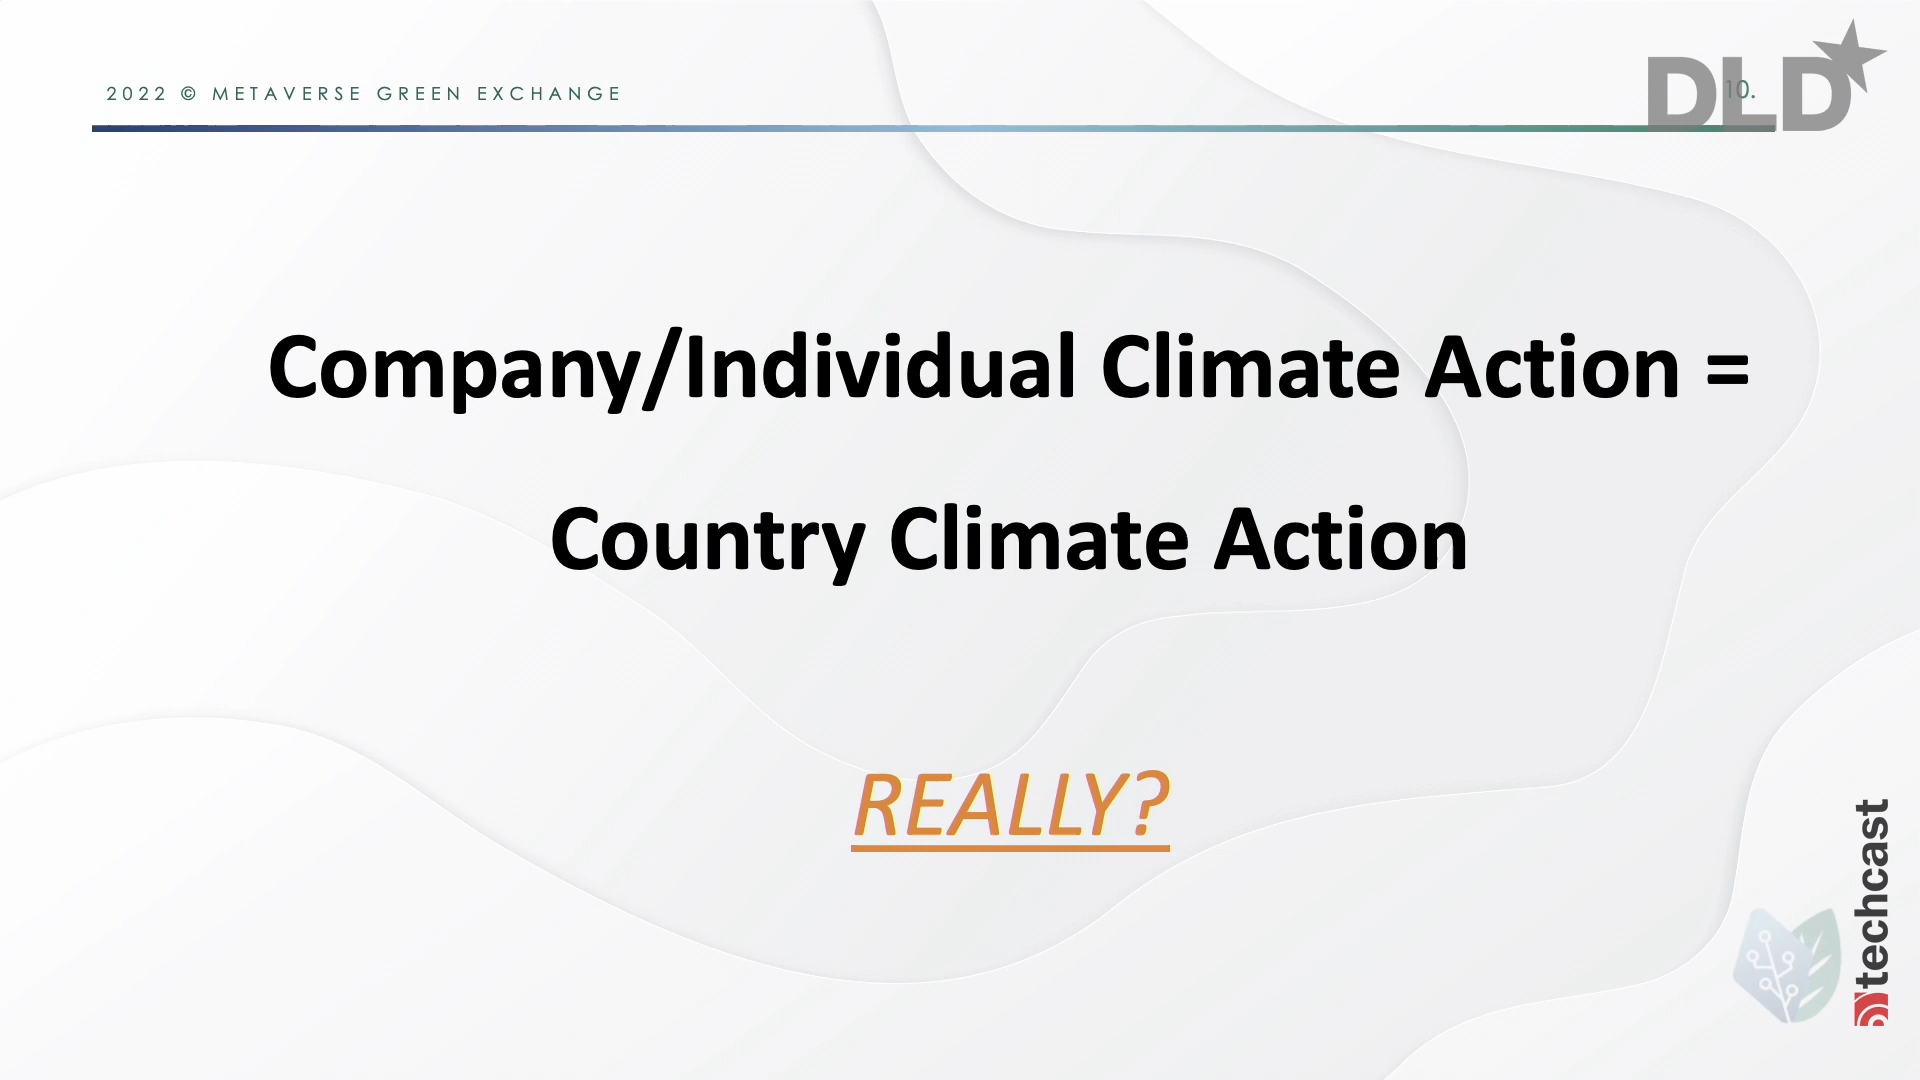 2022 © METAVERSE GREEN EXCHANGE
10.
DLD
Company/Individual Climate Action =
Country Climate Action
REALLY?
techcast